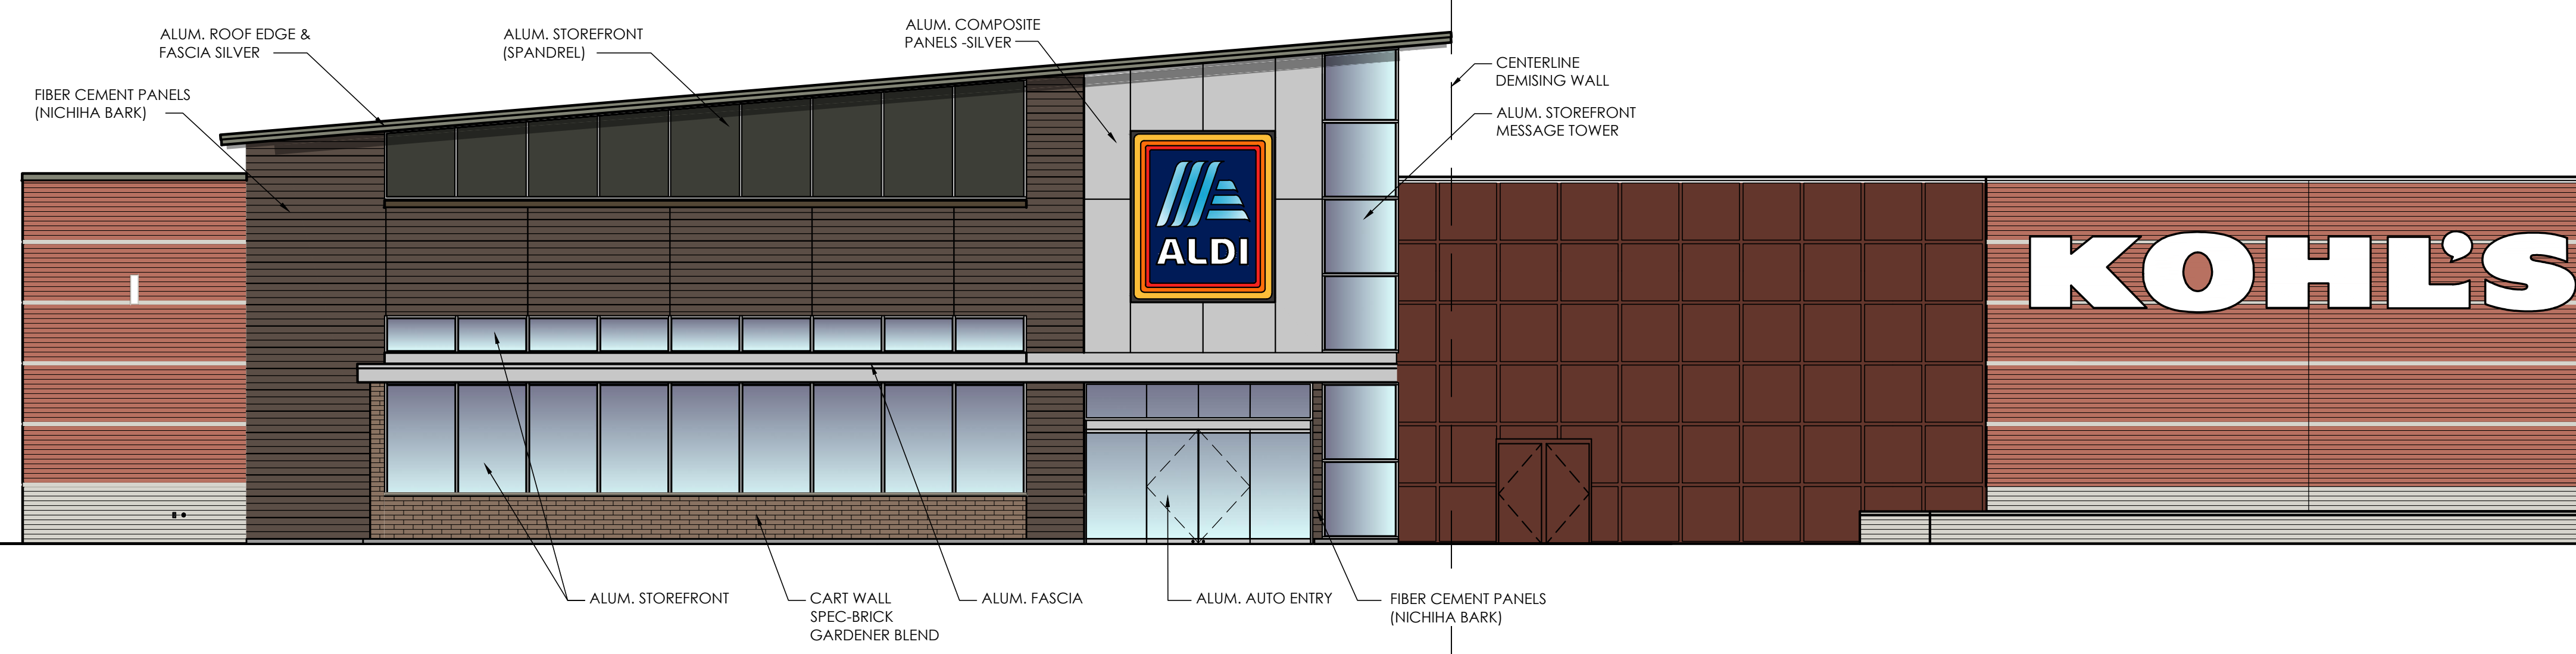 ALUM. ROOF EDGE &
FASCIA SILVER
ALUM. STOREFRONT
(SPANDREL)
ALUM. COMPOSITE
PANELS -SILVER
CENTERLINE
DEMISING WALL
FIBER CEMENT PANELS
(NICHIHA BARK)
ALUM. STOREFRONT
MESSAGE TOWER
ALDI
KOHL'S
ALUM. STOREFRONT
CART WALL
SPEC-BRICK
GARDENER BLEND
ALUM. FASCIA
ALUM. AUTO ENTRY
FIBER CEMENT PANELS
(NICHIHA BARK)